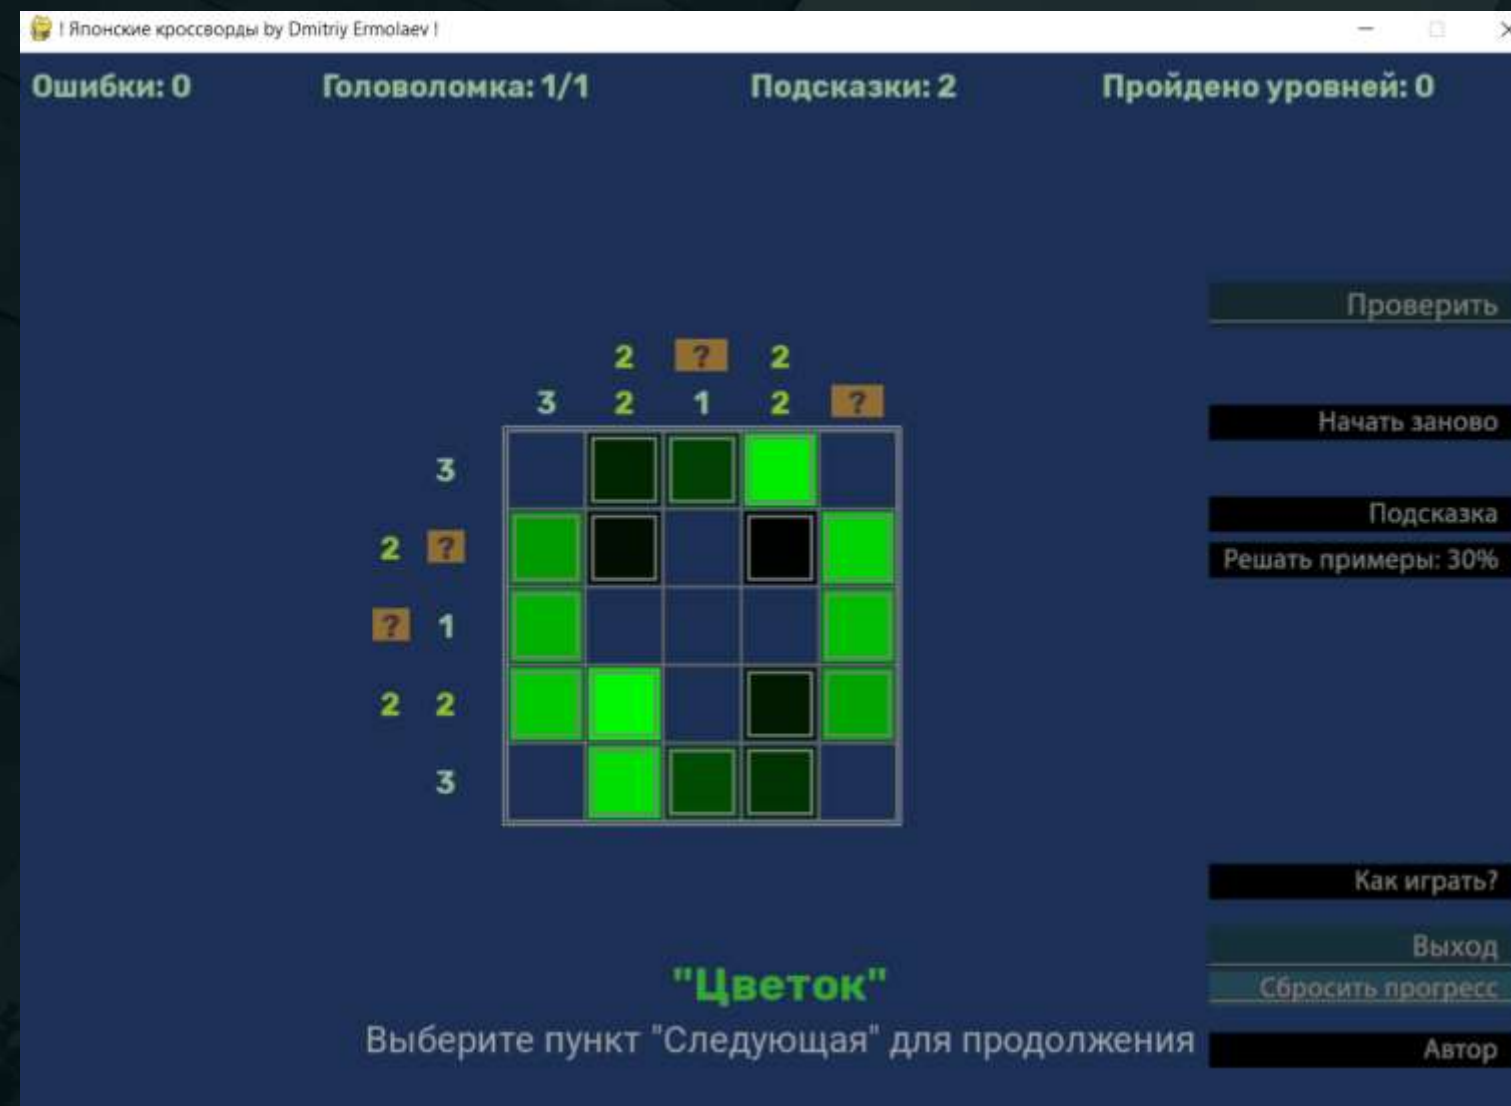 ! Японские кроссворды by Dmitriy Ermolaev !
Ошибки: 0 Головоломка: 1/1 Подсказки: 2 Пройдено уровней: 0
Проверить
2 ? 2
3 2 1 2 ?
Начать заново
3
Подсказка
2 ?
Решать примеры: 30%
? 1
2 2
3
Как играть?
Выход
"Цветок"
Сбросить прогресс
Выберите пункт "Следующая" для продолжения
Автор